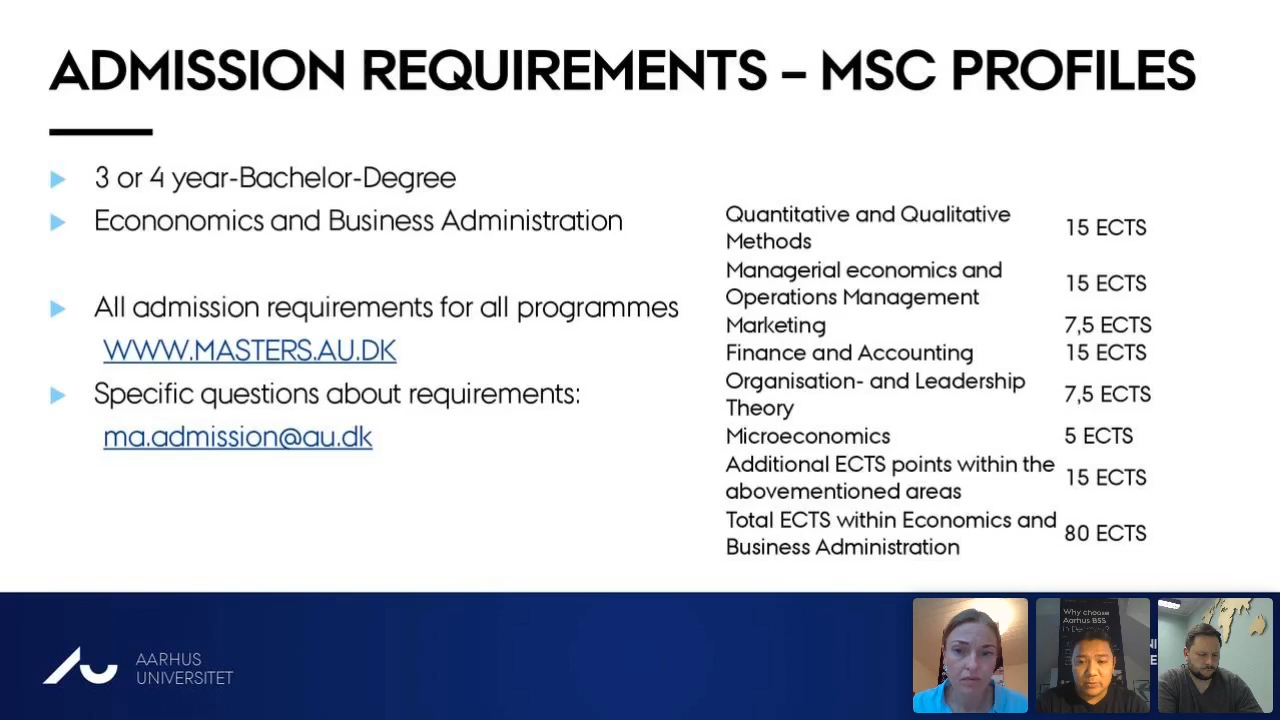 ADMISSION REQUIREMENTS – MSC PROFILES
3 or 4 year-Bachelor-Degree
Econonomics and Business Administration
All admission requirements for all programmes
WWW.MASTERS.AU.DK
Specific questions about requirements:
ma.admission@au.dk
Quantitative and Qualitative
Methods
15 ECTS
Managerial economics and
Operations Management
15 ECTS
Marketing 7,5 ECTS
Finance and Accounting 15 ECTS
Organisation- and Leadership
Theory
7,5 ECTS
Microeconomics 5 ECTS
Additional ECTS points within the
abovementioned areas
15 ECTS
Total ECTS within Economics and
Business Administration
80 ECTS
AARHUS
UNIVERSITET
Why choose
Aarhus BSS